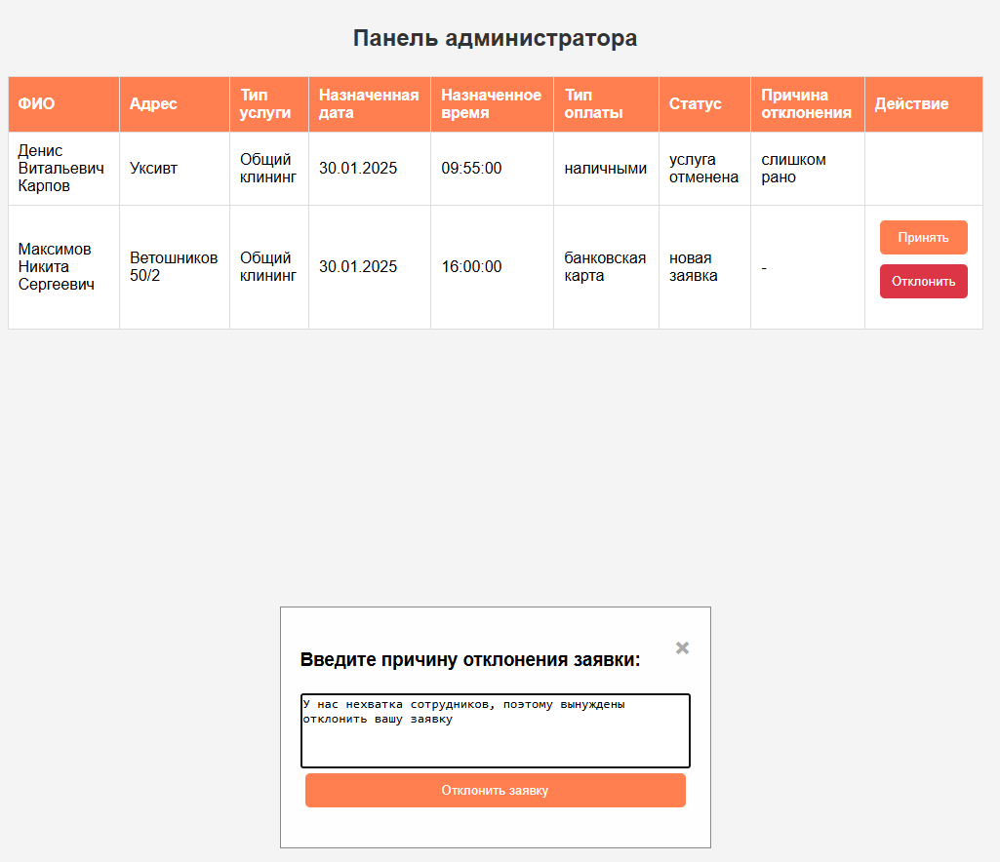 Панель администратора
ФИО
Адрес
Тип
услуги
Назначенная
дата
Назначенное
время
Тип
оплаты
Статус
Причина
отклонения
Действие
Денис
Витальевич
Карпов
Уксивт
Общий
клининг
30.01.2025
09:55:00
наличными
услуга
отменена
слишком
рано
Максимов
Никита
Сергеевич
Ветошников
50/2
Общий
клининг
30.01.2025
16:00:00
банковская
карта
новая
заявка
-
Принять
Отклонить
×
Введите причину отклонения заявки:
У нас нехватка сотрудников, поэтому вынуждены
отклонить вашу заявку
Отклонить заявку